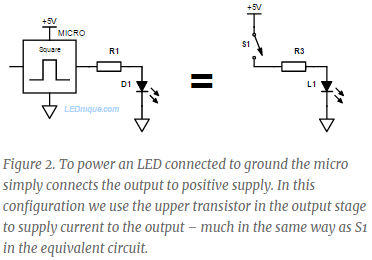 +5V
MICRO
Square
R1
D1
LEDnique.com
=
+5V
S1
R3
L1
Figure 2. To power an LED connected to ground the micro
simply connects the output to positive supply. In this
configuration we use the upper transistor in the output stage
to supply current to the output – much in the same way as S1
in the equivalent circuit.